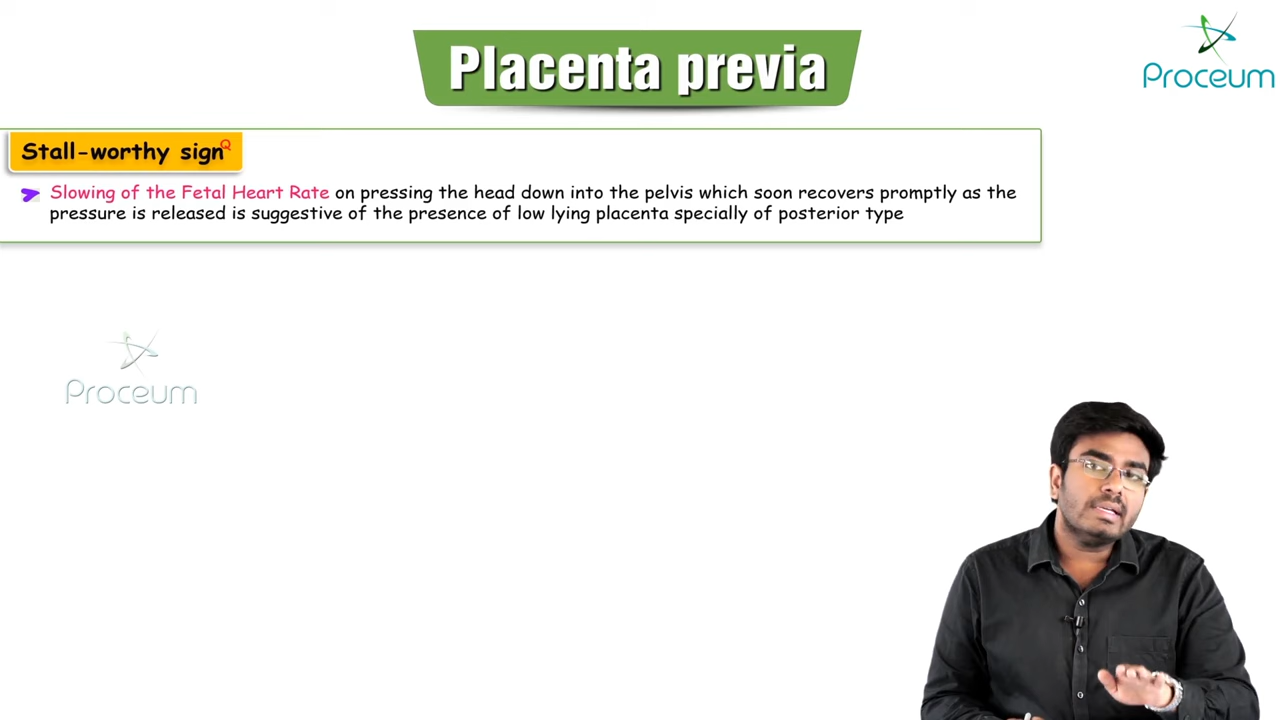 Placenta previa
Proceum
Stall-worthy signQ
Slowing of the Fetal Heart Rate on pressing the head down into the pelvis which soon recovers promptly as the
pressure is released is suggestive of the presence of low lying placenta specially of posterior type
Proceum